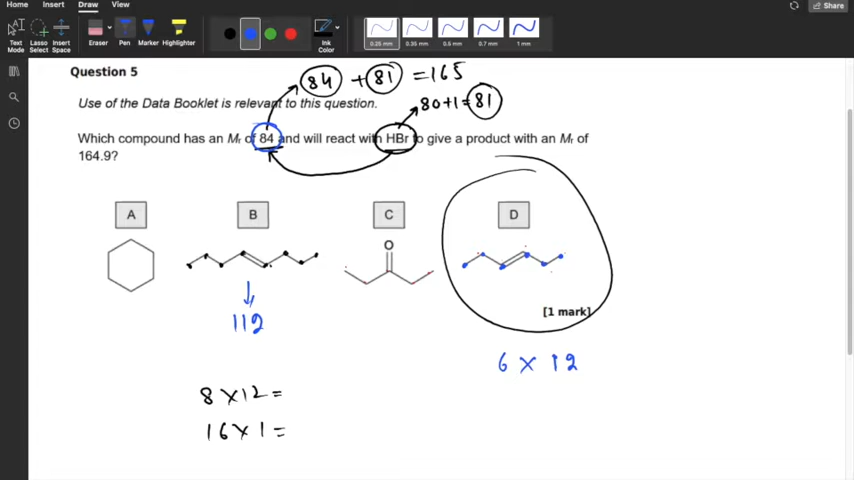 Home Insert Draw View
Share
Text Mode
Lasso Select
Insert Space
Eraser
Pen
Marker
Highlighter
Ink Color
0.25 mm
0.35 mm
0.5 mm
0.7 mm
1 mm
Question 5
84 + 81 = 165
Use of the Data Booklet is relevant to this question.
80+1=81
Which compound has an Mr of 84 and will react with HBr to give a product with an Mr of
164.9?
A
B
C
D
O
[1 mark]
112
6 × 12
8 × 12 =
16 × 1 =